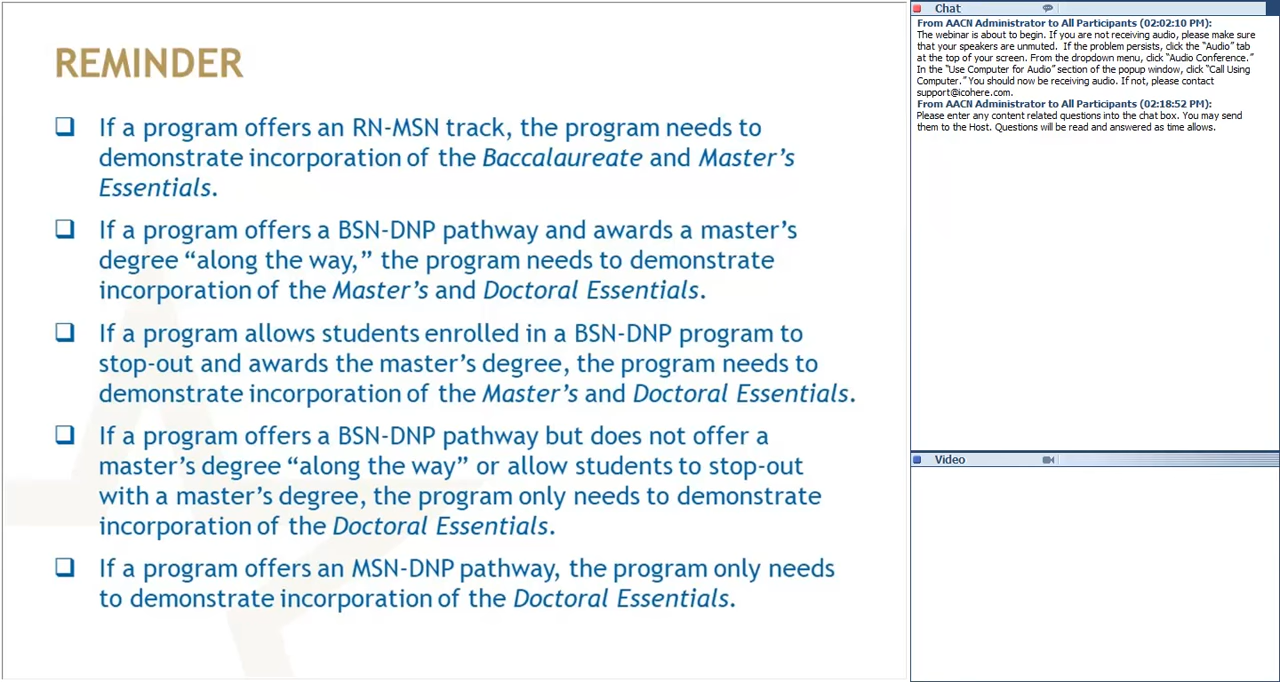 REMINDER
❑ If a program offers an RN-MSN track, the program needs to
demonstrate incorporation of the Baccalaureate and Master’s
Essentials.
❑ If a program offers a BSN-DNP pathway and awards a master’s
degree “along the way,” the program needs to demonstrate
incorporation of the Master’s and Doctoral Essentials.
❑ If a program allows students enrolled in a BSN-DNP program to
stop-out and awards the master’s degree, the program needs to
demonstrate incorporation of the Master’s and Doctoral Essentials.
❑ If a program offers a BSN-DNP pathway but does not offer a
master’s degree “along the way” or allow students to stop-out
with a master’s degree, the program only needs to demonstrate
incorporation of the Doctoral Essentials.
❑ If a program offers an MSN-DNP pathway, the program only needs
to demonstrate incorporation of the Doctoral Essentials.
Chat
From AACN Administrator to All Participants (02:02:10 PM):
The webinar is about to begin. If you are not receiving audio, please make sure
that your speakers are unmuted.  If the problem persists, click the “Audio” tab
at the top of your screen. From the dropdown menu, click “Audio Conference.”
In the “Use Computer for Audio” section of the popup window, click “Call Using
Computer.” You should now be receiving audio. If not, please contact
support@icohere.com.
From AACN Administrator to All Participants (02:18:52 PM):
Please enter any content related questions into the chat box. You may send
them to the Host. Questions will be read and answered as time allows.
Video